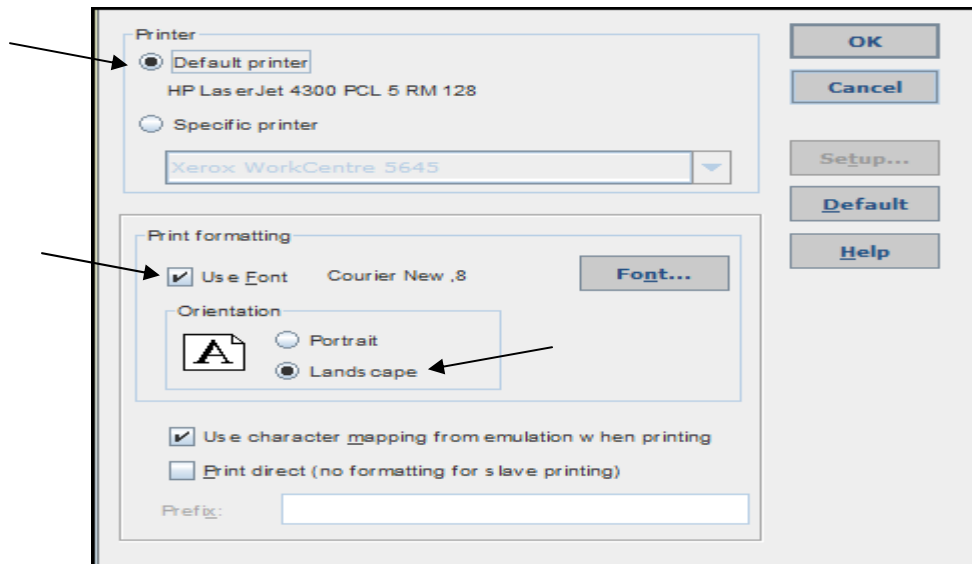 Printer
Default printer
HP LaserJet 4300 PCL 5 RM 128
Specific printer
Xerox WorkCentre 5645
OK
Cancel
Setup...
Default
Help
Print formatting
Use Font Courier New ,8 Font...
Orientation
A
Portrait
Landscape
Use character mapping from emulation when printing
Print direct (no formatting for slave printing)
Prefix: